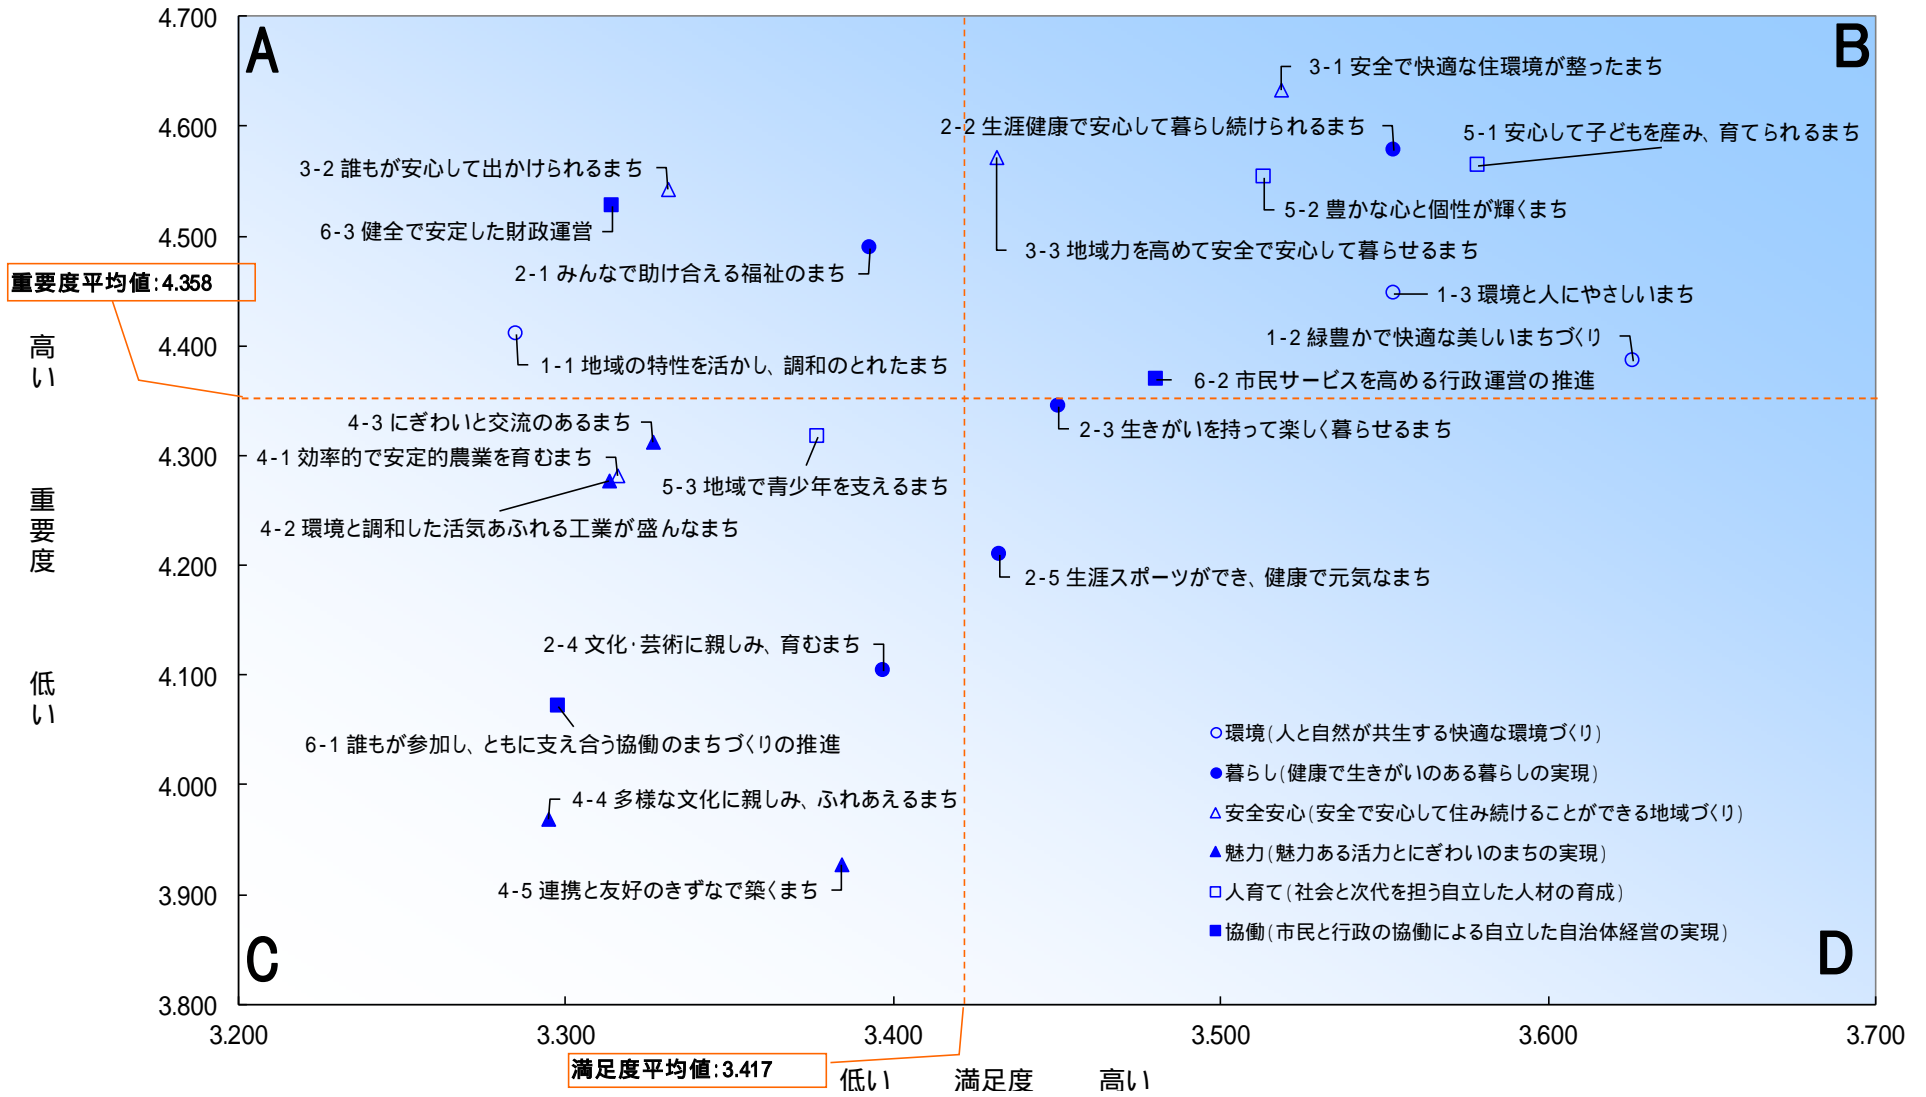 4.700
A
B
3-1 安全で快適な住環境が整ったまち
4.600
2-2 生涯健康で安心して暮らし続けられるまち
5-1 安心して子どもを産み、育てられるまち
3-2 誰もが安心して出かけられるまち
5-2 豊かな心と個性が輝くまち
6-3 健全で安定した財政運営
4.500
3-3 地域力を高めて安全で安心して暮らせるまち
2-1 みんなで助け合える福祉のまち
重要度平均値:4.358
1-3 環境と人にやさしいまち
1-2 緑豊かで快適な美しいまちづくり
高い
4.400
1-1 地域の特性を活かし、調和のとれたまち
6-2 市民サービスを高める行政運営の推進
4-3 にぎわいと交流のあるまち
2-3 生きがいを持って楽しく暮らせるまち
4.300
4-1 効率的で安定的農業を育むまち
5-3 地域で青少年を支えるまち
重要度
4-2 環境と調和した活気あふれる工業が盛んなまち
4.200
2-5 生涯スポーツができ、健康で元気なまち
2-4 文化・芸術に親しみ、育むまち
4.100
低い
6-1 誰もが参加し、ともに支え合う協働のまちづくりの推進
環境(人と自然が共生する快適な環境づくり)
暮らし(健康で生きがいのある暮らしの実現)
4.000
4-4 多様な文化に親しみ、ふれあえるまち
安全安心(安全で安心して住み続けることができる地域づくり)
魅力(魅力ある活力とにぎわいのまちの実現)
3.900
4-5 連携と友好のきずなで築くまち
人育て(社会と次代を担う自立した人材の育成)
協働(市民と行政の協働による自立した自治体経営の実現)
C
D
3.800
3.200
3.300
3.400
3.500
3.600
3.700
満足度平均値:3.417
低い 満足度 高い